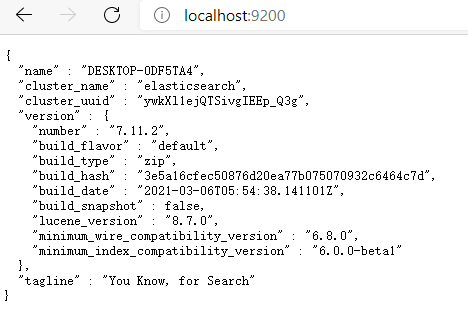 localhost:9200
{
  "name" : "DESKTOP-ODF5TA4",
  "cluster_name" : "elasticsearch",
  "cluster_uuid" : "ywkXl1ejQTSivgIEEp_Q3g",
  "version" : {
    "number" : "7.11.2",
    "build_flavor" : "default",
    "build_type" : "zip",
    "build_hash" : "3e5a16cfec50876d20ea77b075070932c6464c7d",
    "build_date" : "2021-03-06T05:54:38.141101Z",
    "build_snapshot" : false,
    "lucene_version" : "8.7.0",
    "minimum_wire_compatibility_version" : "6.8.0",
    "minimum_index_compatibility_version" : "6.0.0-beta1"
  },
  "tagline" : "You Know, for Search"
}